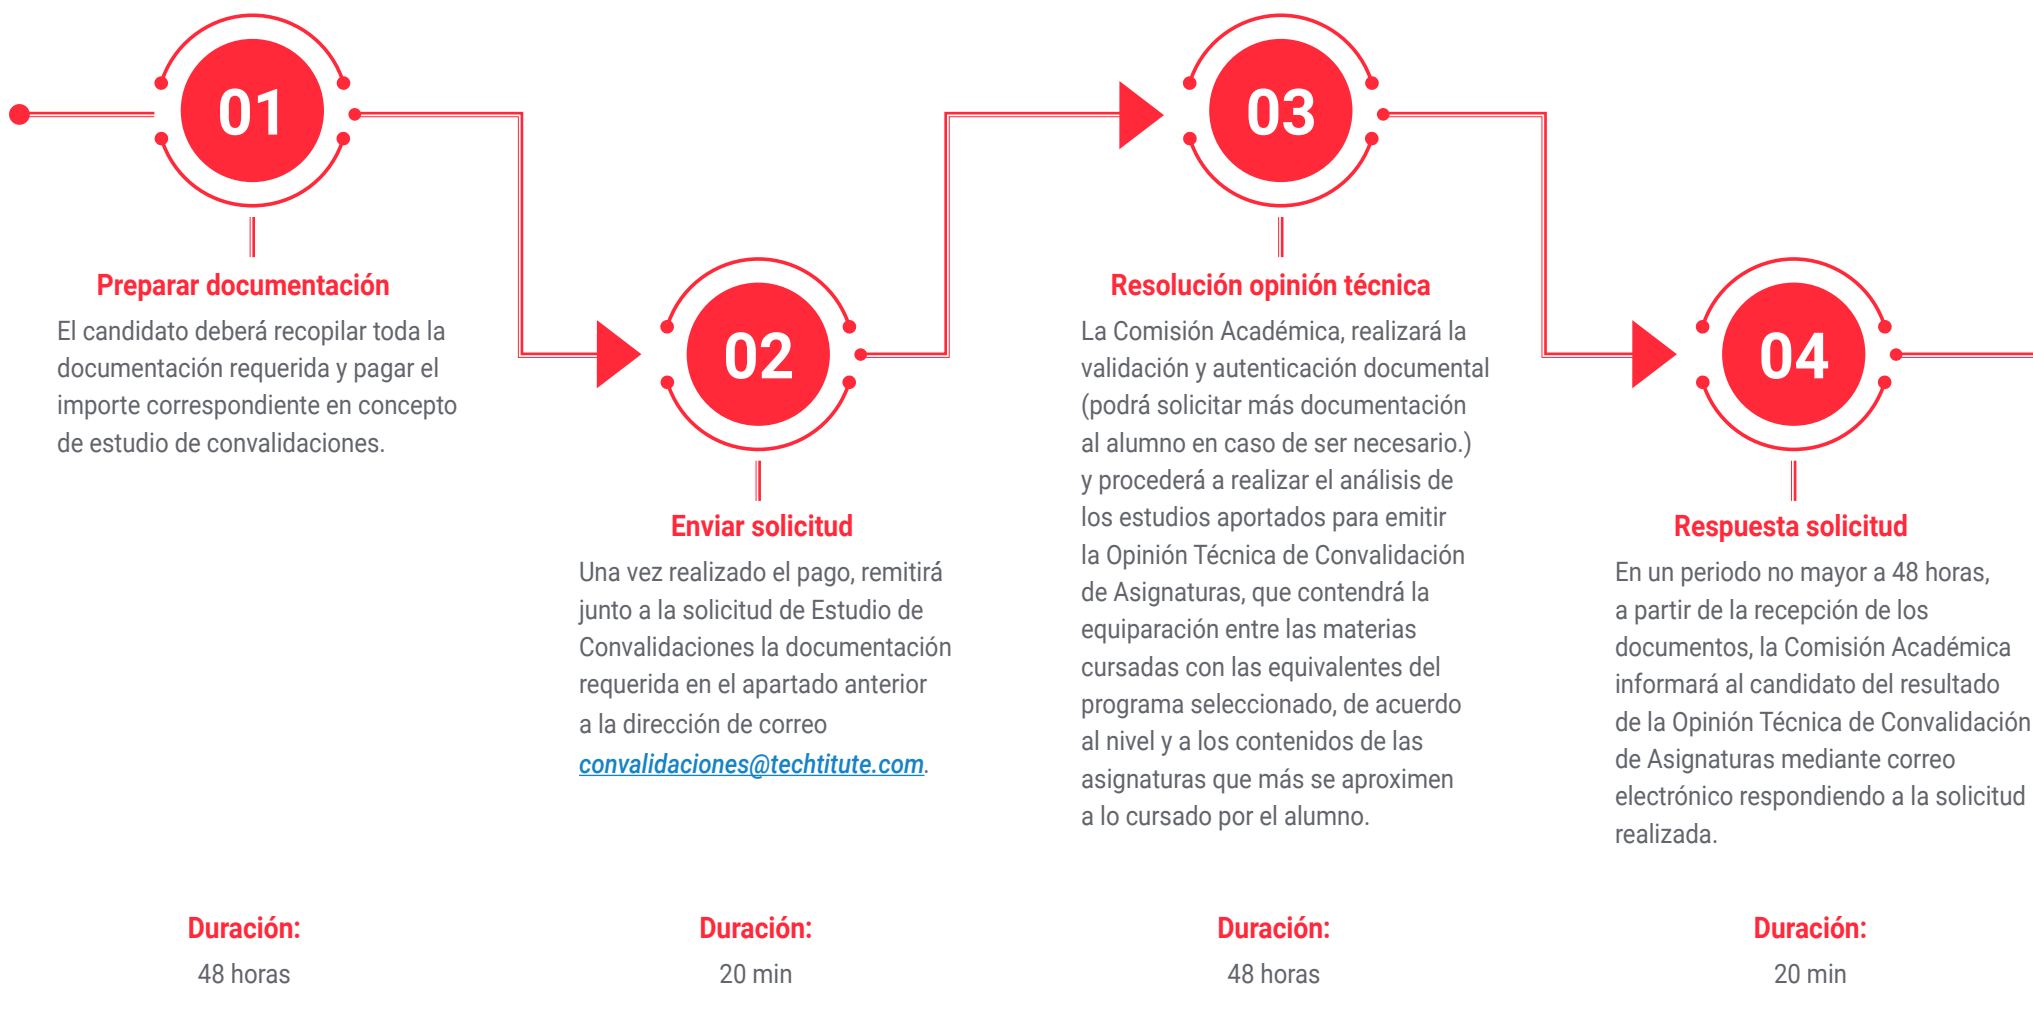 01
Preparar documentación
El candidato deberá recopilar toda la
documentación requerida y pagar el
importe correspondiente en concepto
de estudio de convalidaciones.
Duración:
48 horas
02
Enviar solicitud
Una vez realizado el pago, remitirá
junto a la solicitud de Estudio de
Convalidaciones la documentación
requerida en el apartado anterior
a la dirección de correo
convalidaciones@techtitute.com.
Duración:
20 min
03
Resolución opinión técnica
La Comisión Académica, realizará la
validación y autenticación documental
(podrá solicitar más documentación
al alumno en caso de ser necesario.)
y procederá a realizar el análisis de
los estudios aportados para emitir
la Opinión Técnica de Convalidación
de Asignaturas, que contendrá la
equiparación entre las materias
cursadas con las equivalentes del
programa seleccionado, de acuerdo
al nivel y a los contenidos de las
asignaturas que más se aproximen
a lo cursado por el alumno.
Duración:
48 horas
04
Respuesta solicitud
En un periodo no mayor a 48 horas,
a partir de la recepción de los
documentos, la Comisión Académica
informará al candidato del resultado
de la Opinión Técnica de Convalidación
de Asignaturas mediante correo
electrónico respondiendo a la solicitud
realizada.
Duración:
20 min